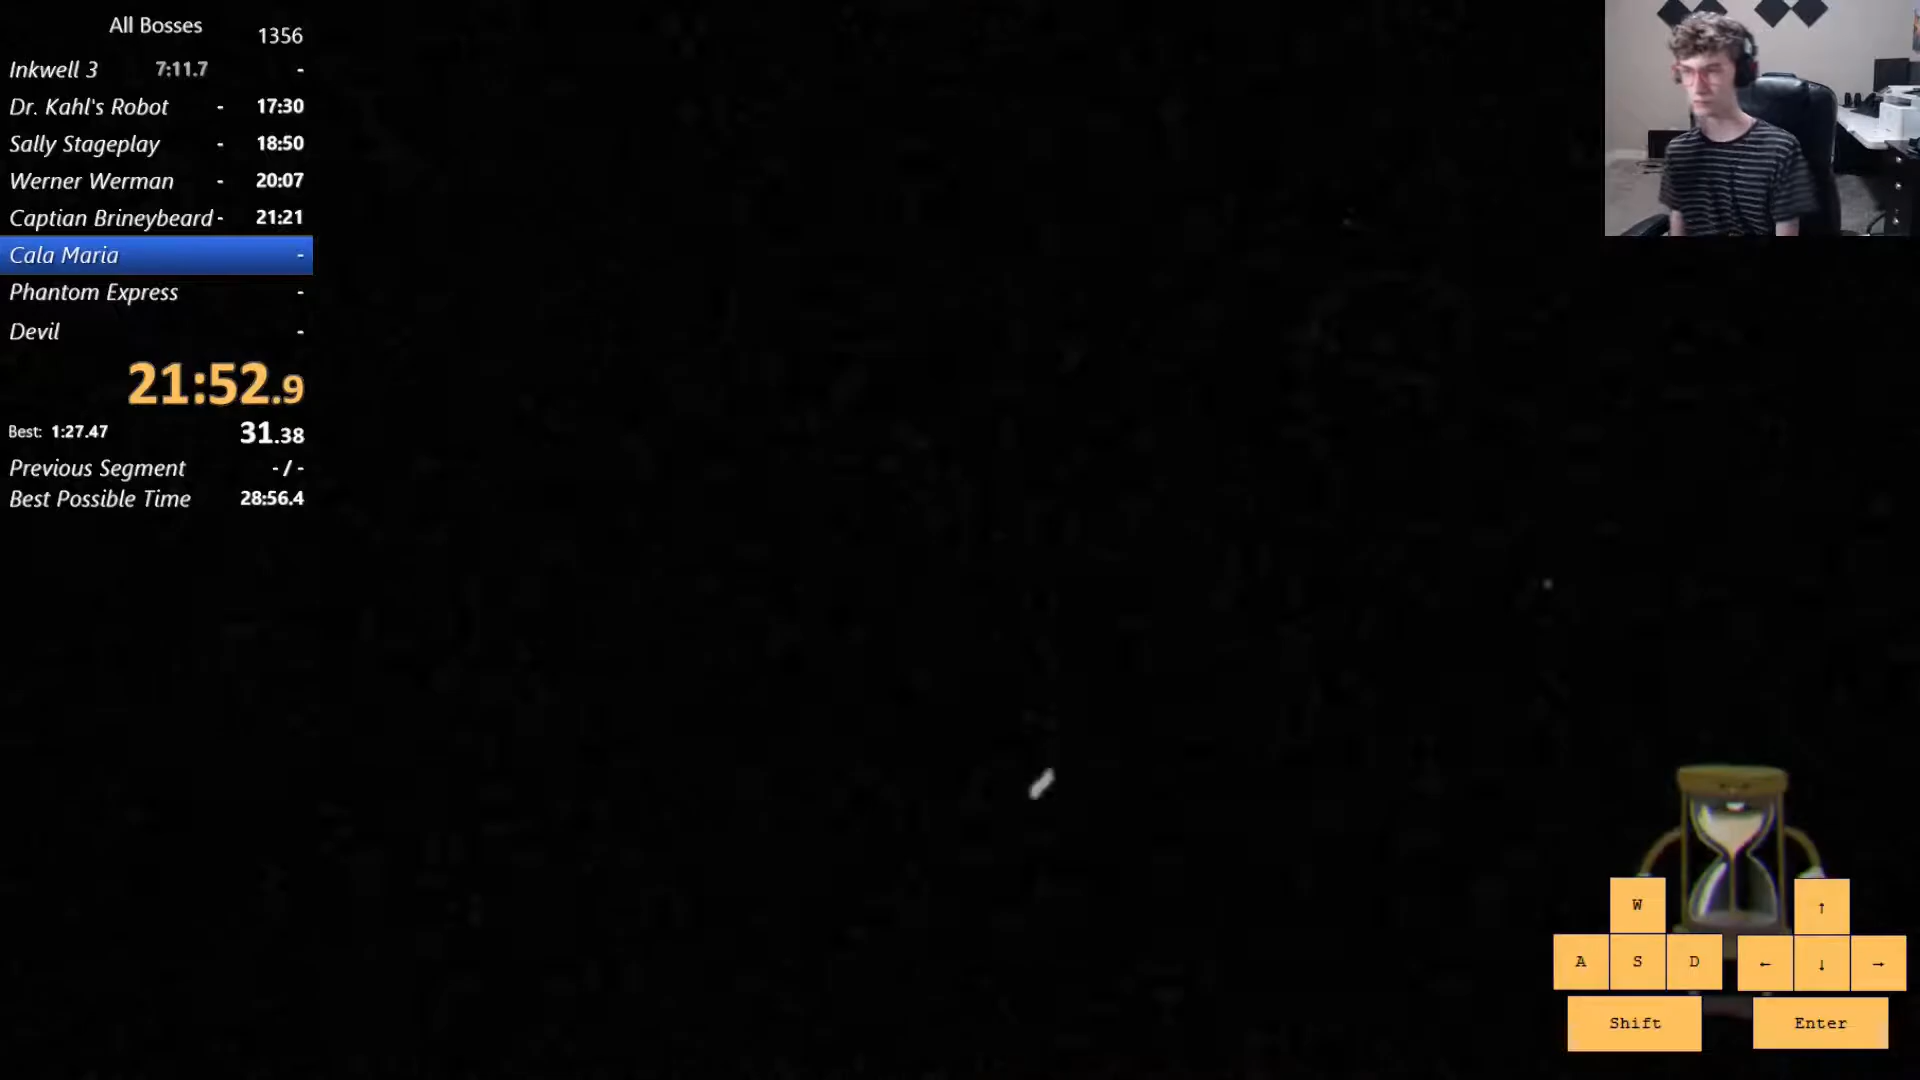 All Bosses
1356
Inkwell 3 7:11.7 -
Dr. Kahl's Robot - 17:30
Sally Stageplay - 18:50
Werner Werman - 20:07
Captian Brineybeard - 21:21
Cala Maria -
Phantom Express -
Devil -
21:52.9
Best: 1:27.47 31.38
Previous Segment - / -
Best Possible Time 28:56.4
W ↑
A S D ← ↓ →
Shift Enter